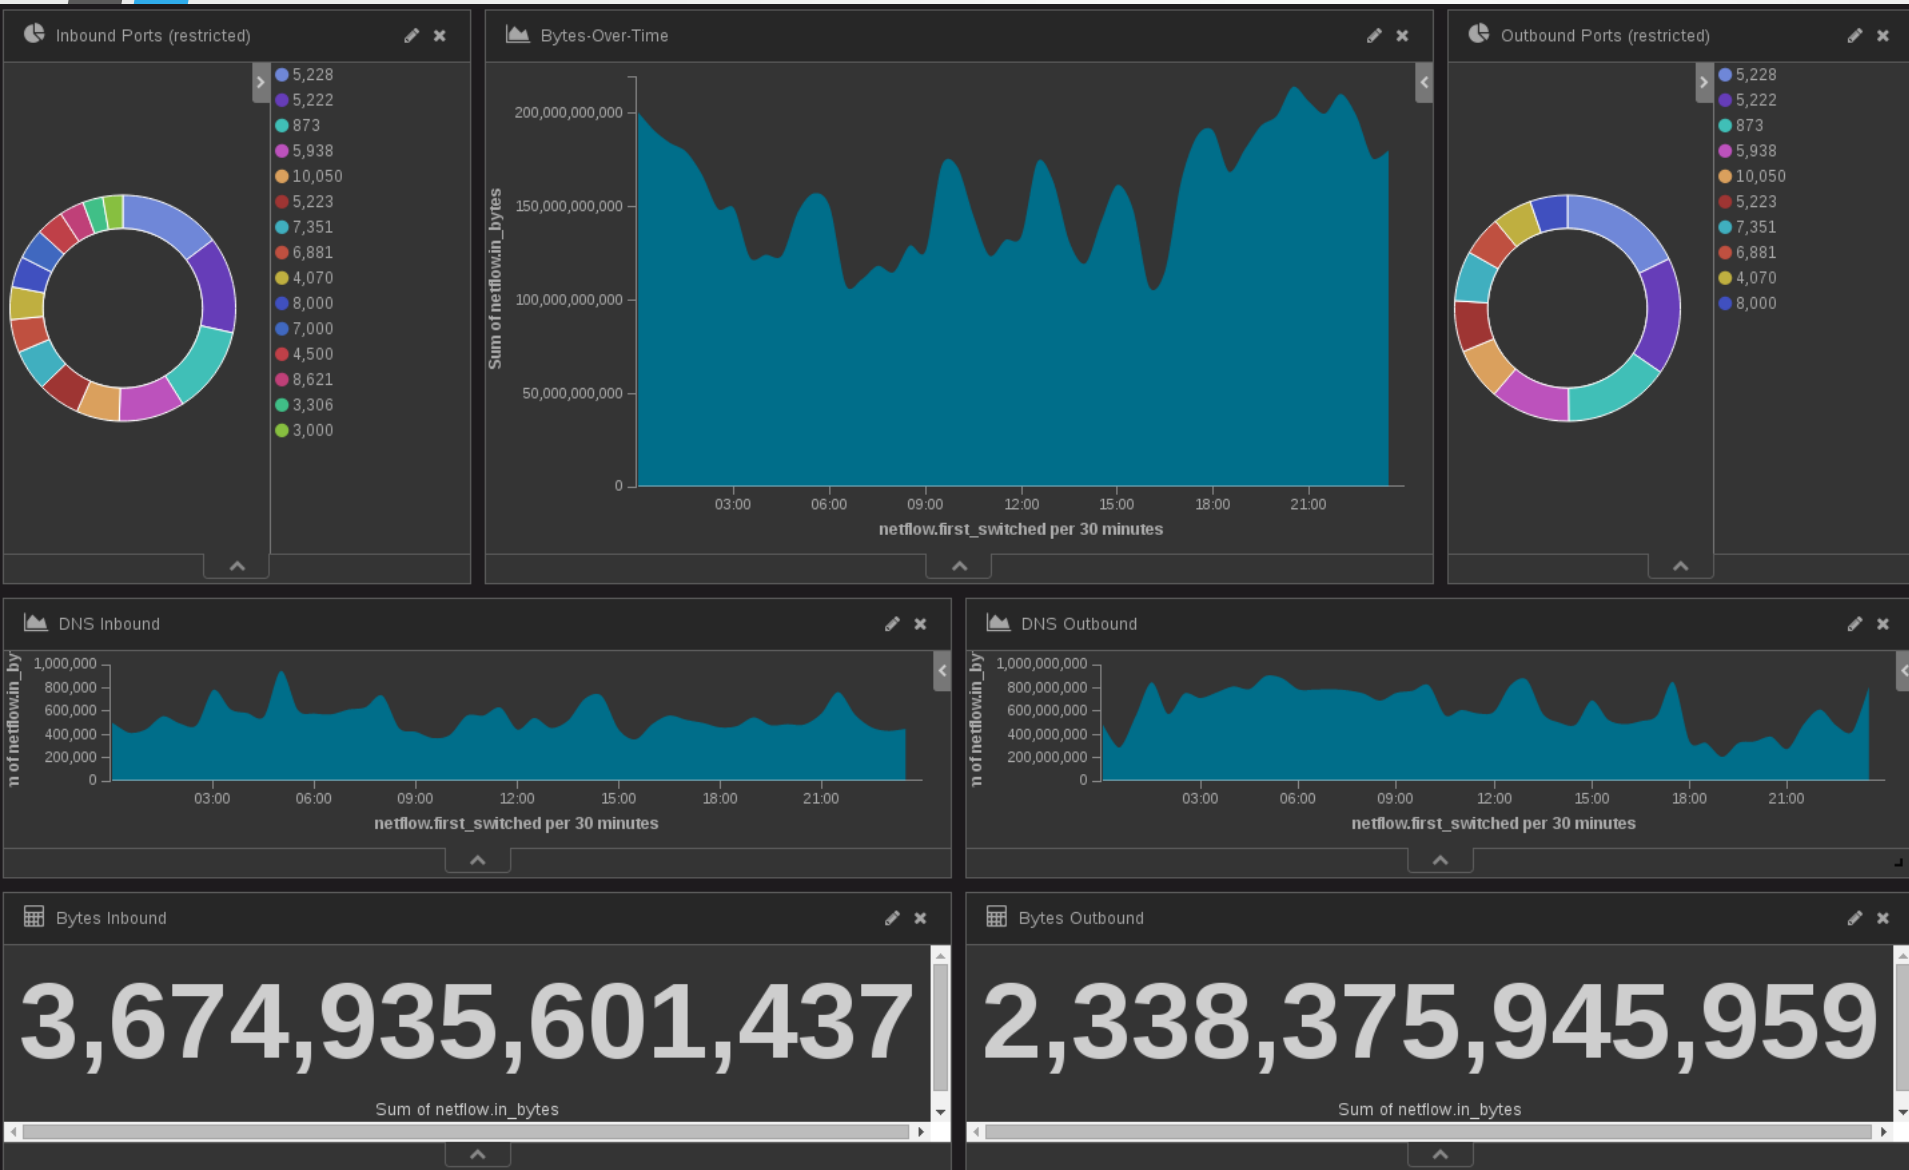 Inbound Ports (restricted)
5,228
5,222
873
5,938
10,050
5,223
7,351
6,881
4,070
8,000
7,000
4,500
8,621
3,306
3,000
Bytes-Over-Time
Sum of netflow.in_bytes
200,000,000,000
150,000,000,000
100,000,000,000
50,000,000,000
0
03:00 06:00 09:00 12:00 15:00 18:00 21:00
netflow.first_switched per 30 minutes
Outbound Ports (restricted)
5,228
5,222
873
5,938
10,050
5,223
7,351
6,881
4,070
8,000
DNS Inbound
n of netflow.in_by
1,000,000
800,000
600,000
400,000
200,000
0
03:00 06:00 09:00 12:00 15:00 18:00 21:00
netflow.first_switched per 30 minutes
DNS Outbound
n of netflow.in_by
1,000,000,000
800,000,000
600,000,000
400,000,000
200,000,000
0
03:00 06:00 09:00 12:00 15:00 18:00 21:00
netflow.first_switched per 30 minutes
Bytes Inbound
3,674,935,601,437
Sum of netflow.in_bytes
Bytes Outbound
2,338,375,945,959
Sum of netflow.in_bytes